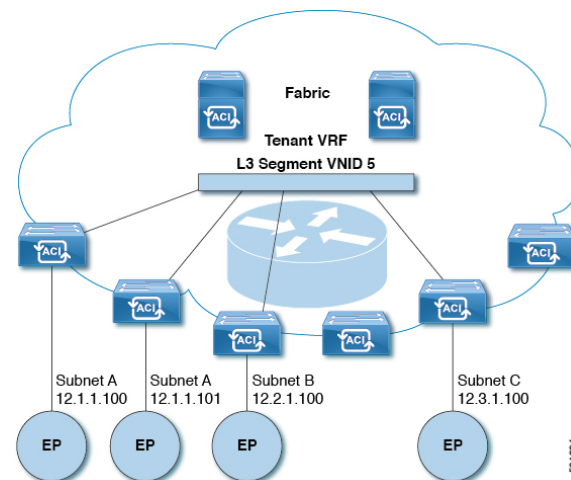 Fabric
ACI
ACI
Tenant VRF
L3 Segment VNID 5
ACI
ACI
ACI
ACI
ACI
ACI
Subnet A
12.1.1.100
Subnet A
12.1.1.101
Subnet B
12.2.1.100
Subnet C
12.3.1.100
EP
EP
EP
EP